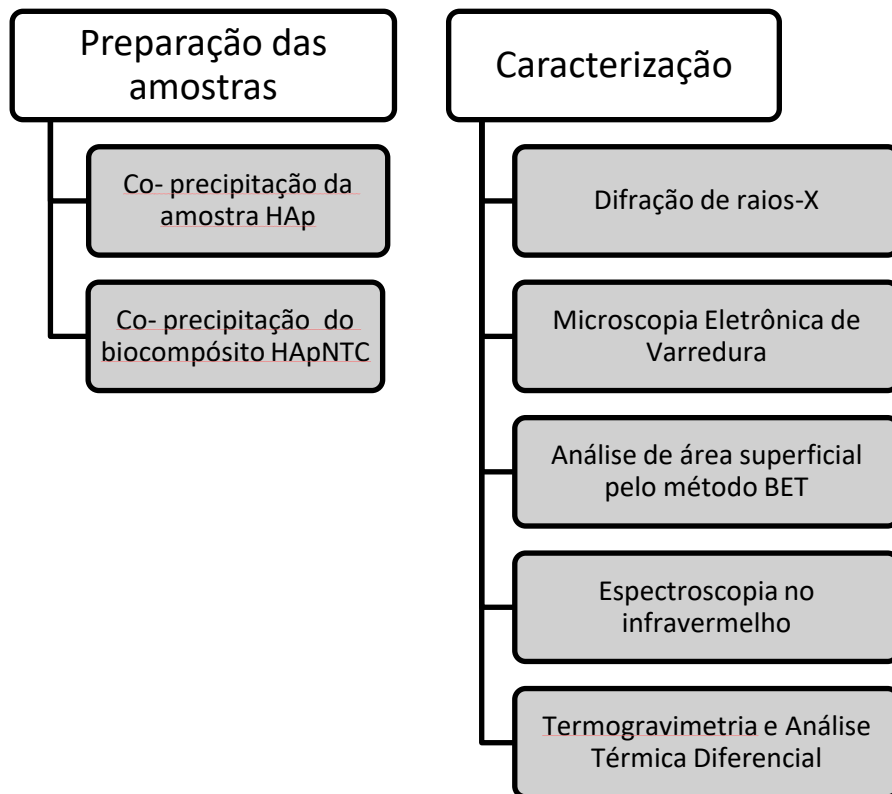 Preparação das
amostras
Co- precipitação da
amostra HAp
Co- precipitação do
biocompósito HApNTC
Caracterização
Difração de raios-X
Microscopia Eletrônica de
Varredura
Análise de área superficial
pelo método BET
Espectroscopia no
infravermelho
Termogravimetria e Análise
Térmica Diferencial